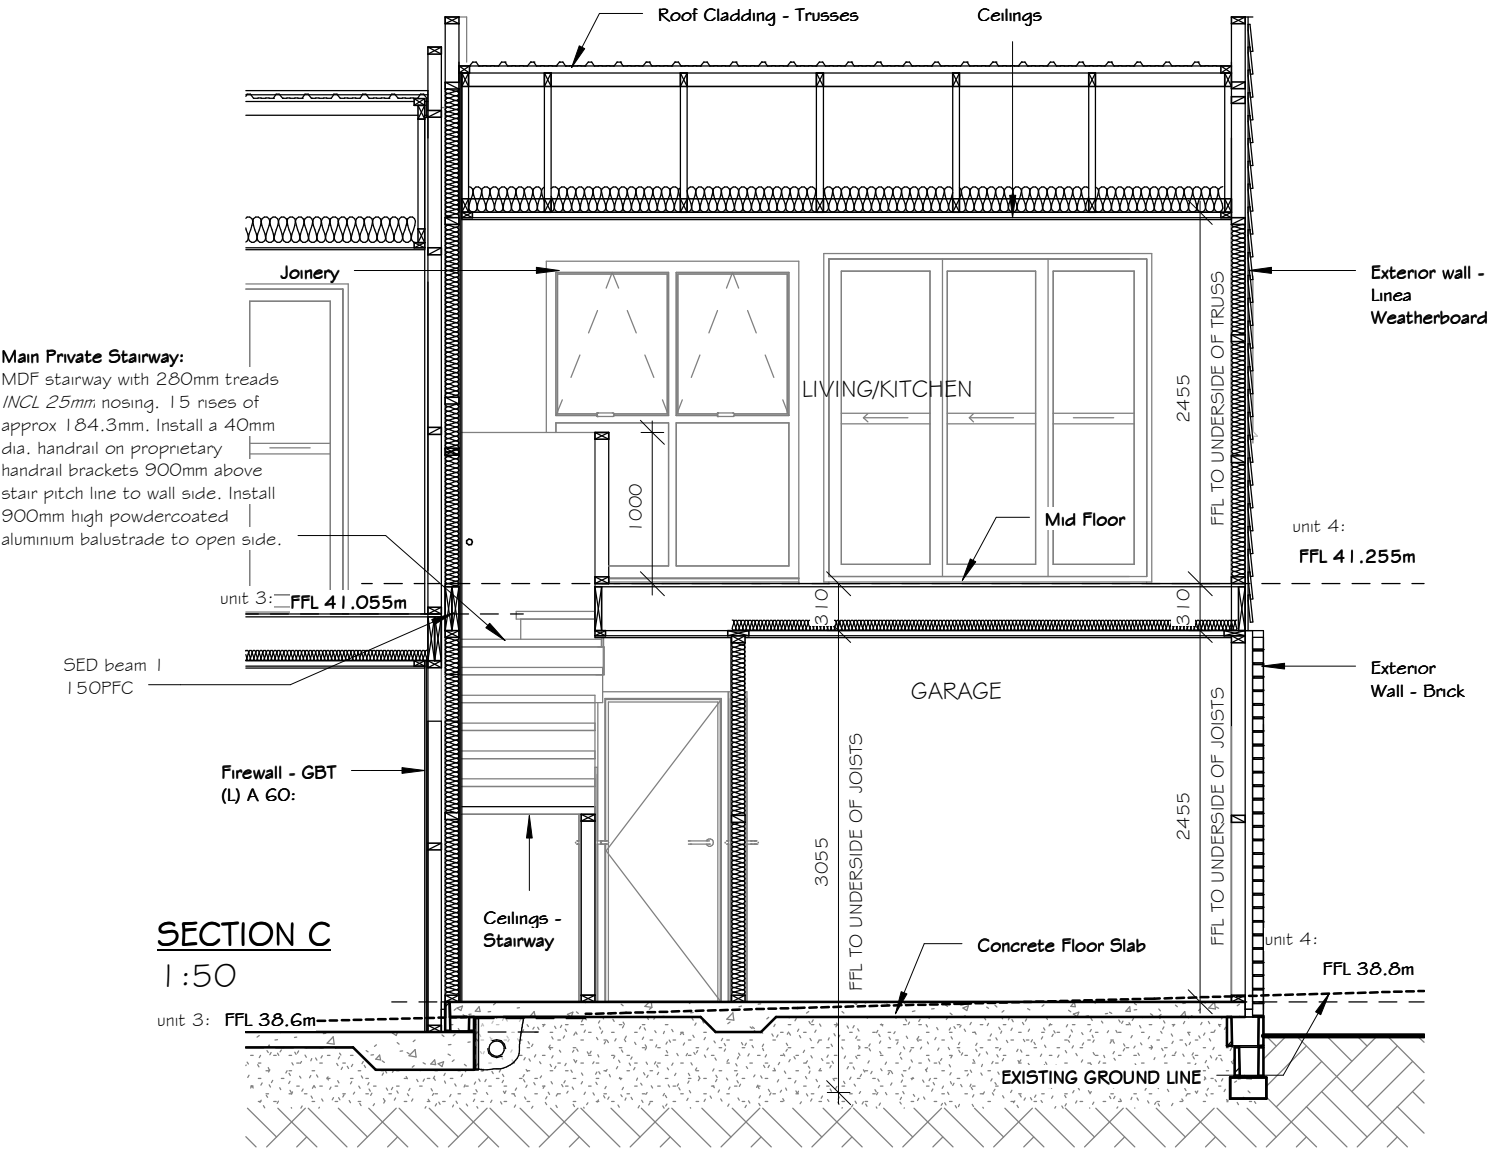 Roof Cladding - Trusses
Ceilings
Joinery
Exterior wall -
Linea
Weatherboard
Main Private Stairway:
MDF stairway with 280mm treads
INCL 25mm nosing. 15 rises of
approx 184.3mm. Install a 40mm
dia. handrail on proprietary
handrail brackets 900mm above
stair pitch line to wall side. Install
900mm high powdercoated
aluminium balustrade to open side.
LIVING/KITCHEN
2455
FFL TO UNDERSIDE OF TRUSS
1000
Mid Floor
unit 4:
FFL 41.255m
unit 3:
FFL 41.055m
310
310
SED beam 1
150PFC
GARAGE
Exterior
Wall - Brick
Firewall - GBT
(L) A 60:
3055
FFL TO UNDERSIDE OF JOISTS
2455
FFL TO UNDERSIDE OF JOISTS
Ceilings -
Stairway
SECTION C
1:50
Concrete Floor Slab
unit 4:
FFL 38.8m
unit 3:
FFL 38.6m
EXISTING GROUND LINE